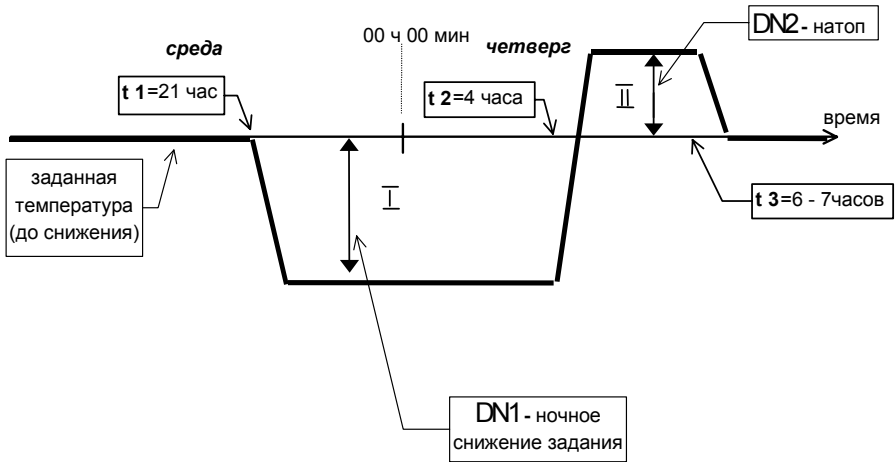 DN2 - натоп
00 ч 00 мин
среда
четверг
t 1=21 час
t 2=4 часа
II
время
заданная
температура
(до снижения)
I
t 3=6 - 7часов
DN1 - ночное
снижение задания